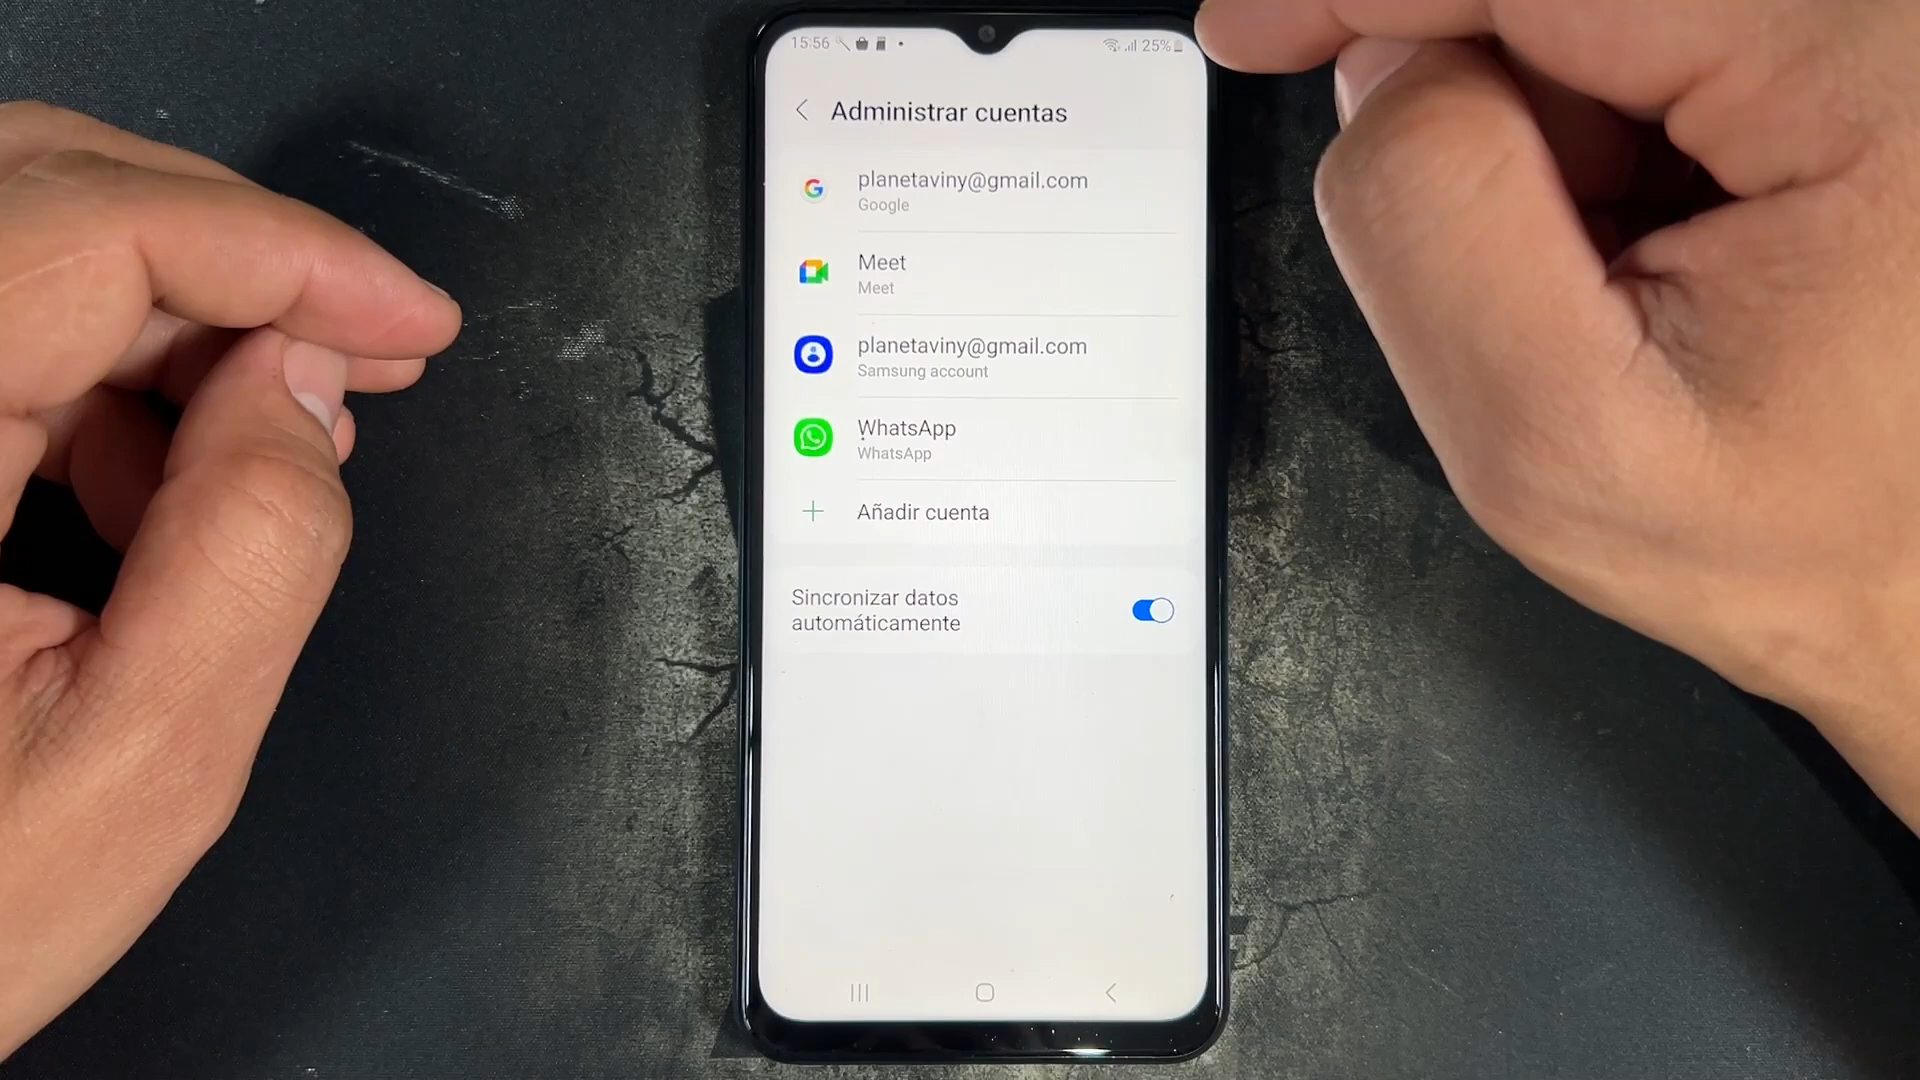 15:56
25%
Administrar cuentas
planetaviny@gmail.com
Google
Meet
Meet
planetaviny@gmail.com
Samsung account
WhatsApp
WhatsApp
Añadir cuenta
Sincronizar datos
automáticamente